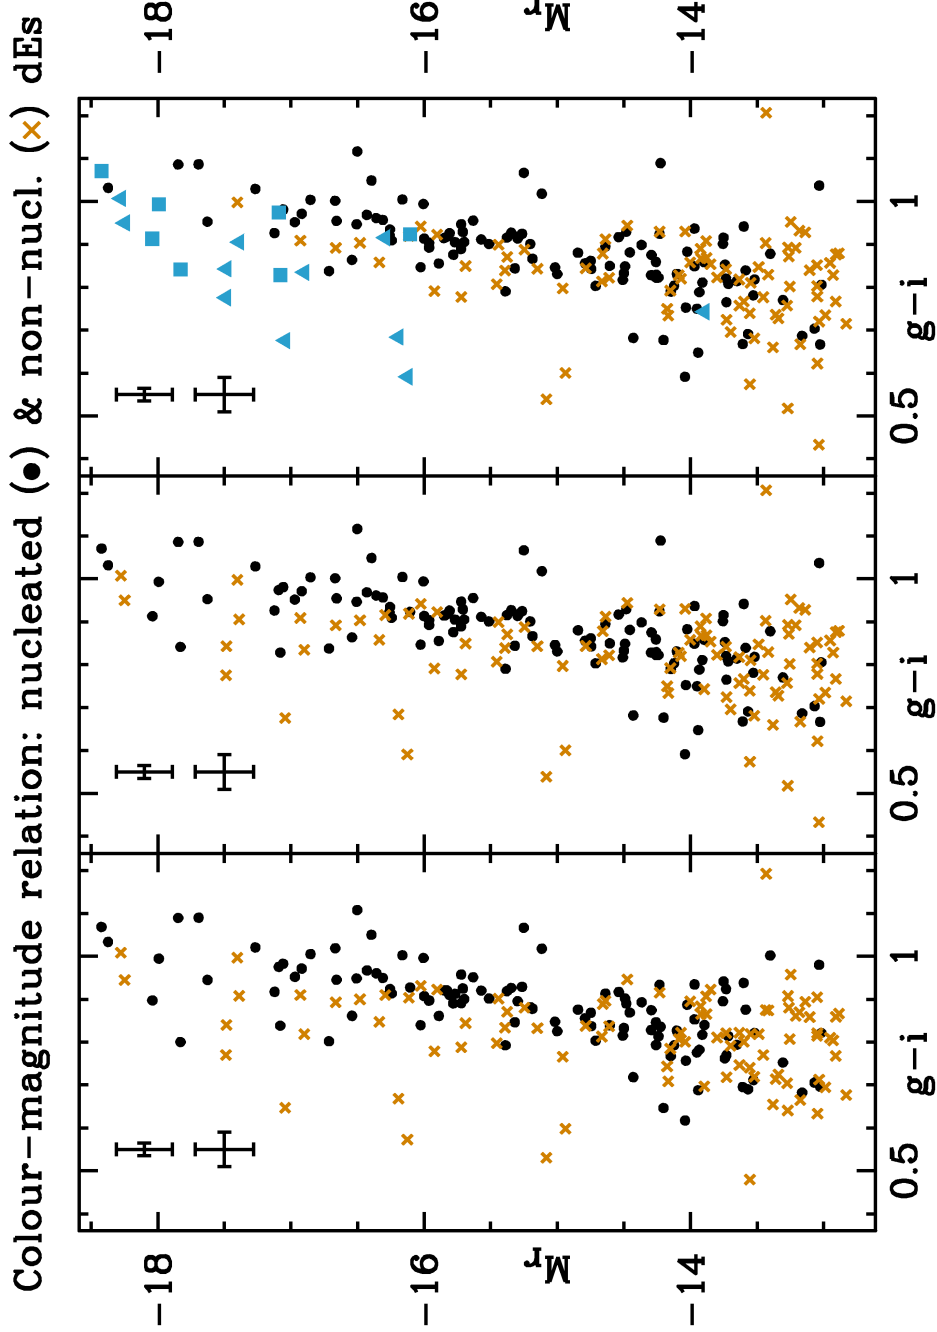 Colour-magnitude relation: nucleated (●) & non-nucl. (×) dEs
-18
-16
Mr
-14
-18
-16
Mr
-14
0.5
g-i
1
0.5
g-i
1
0.5
g-i
1